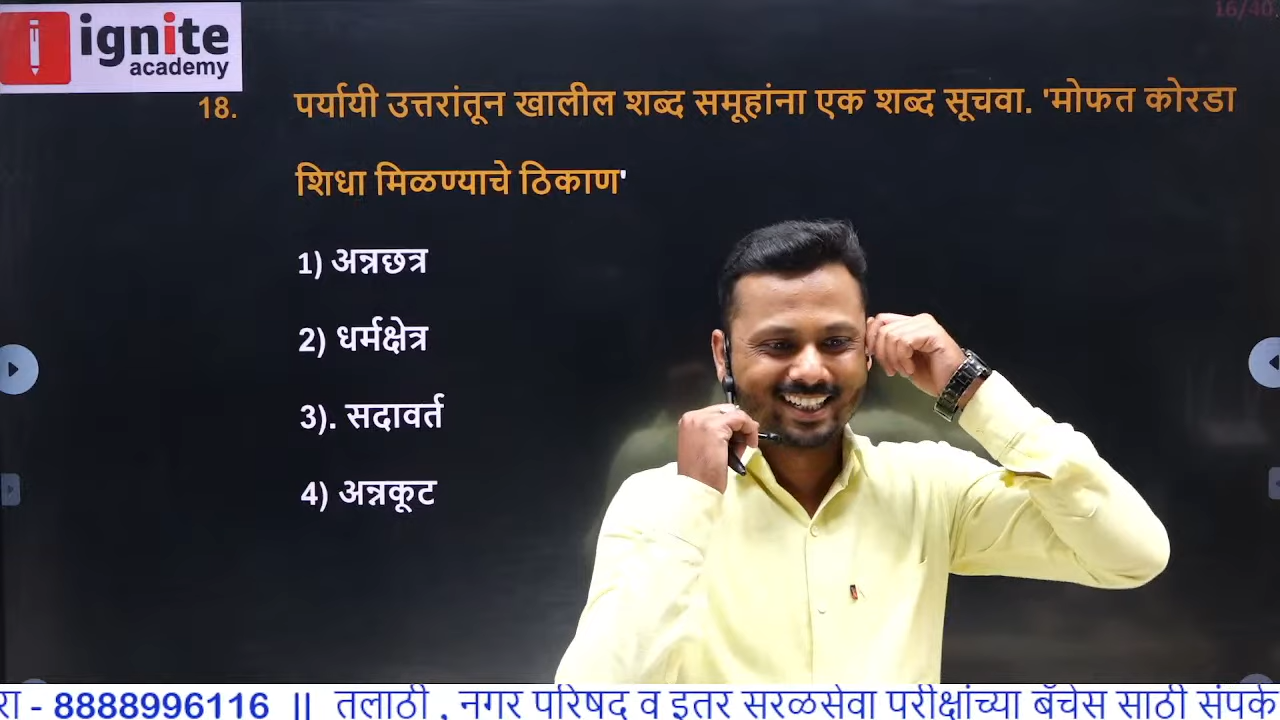 16/40
ignite
academy
18. पर्यायी उत्तरांतून खालील शब्द समूहांना एक शब्द सूचवा. 'मोफत कोरडा
शिधा मिळण्याचे ठिकाण'
1) अन्नछत्र
2) धर्मक्षेत्र
3). सदावर्त
4) अन्नकूट
रा - 8888996116 || तलाठी , नगर परिषद व इतर सरळसेवा परीक्षांच्या बॅचेस साठी संपर्क